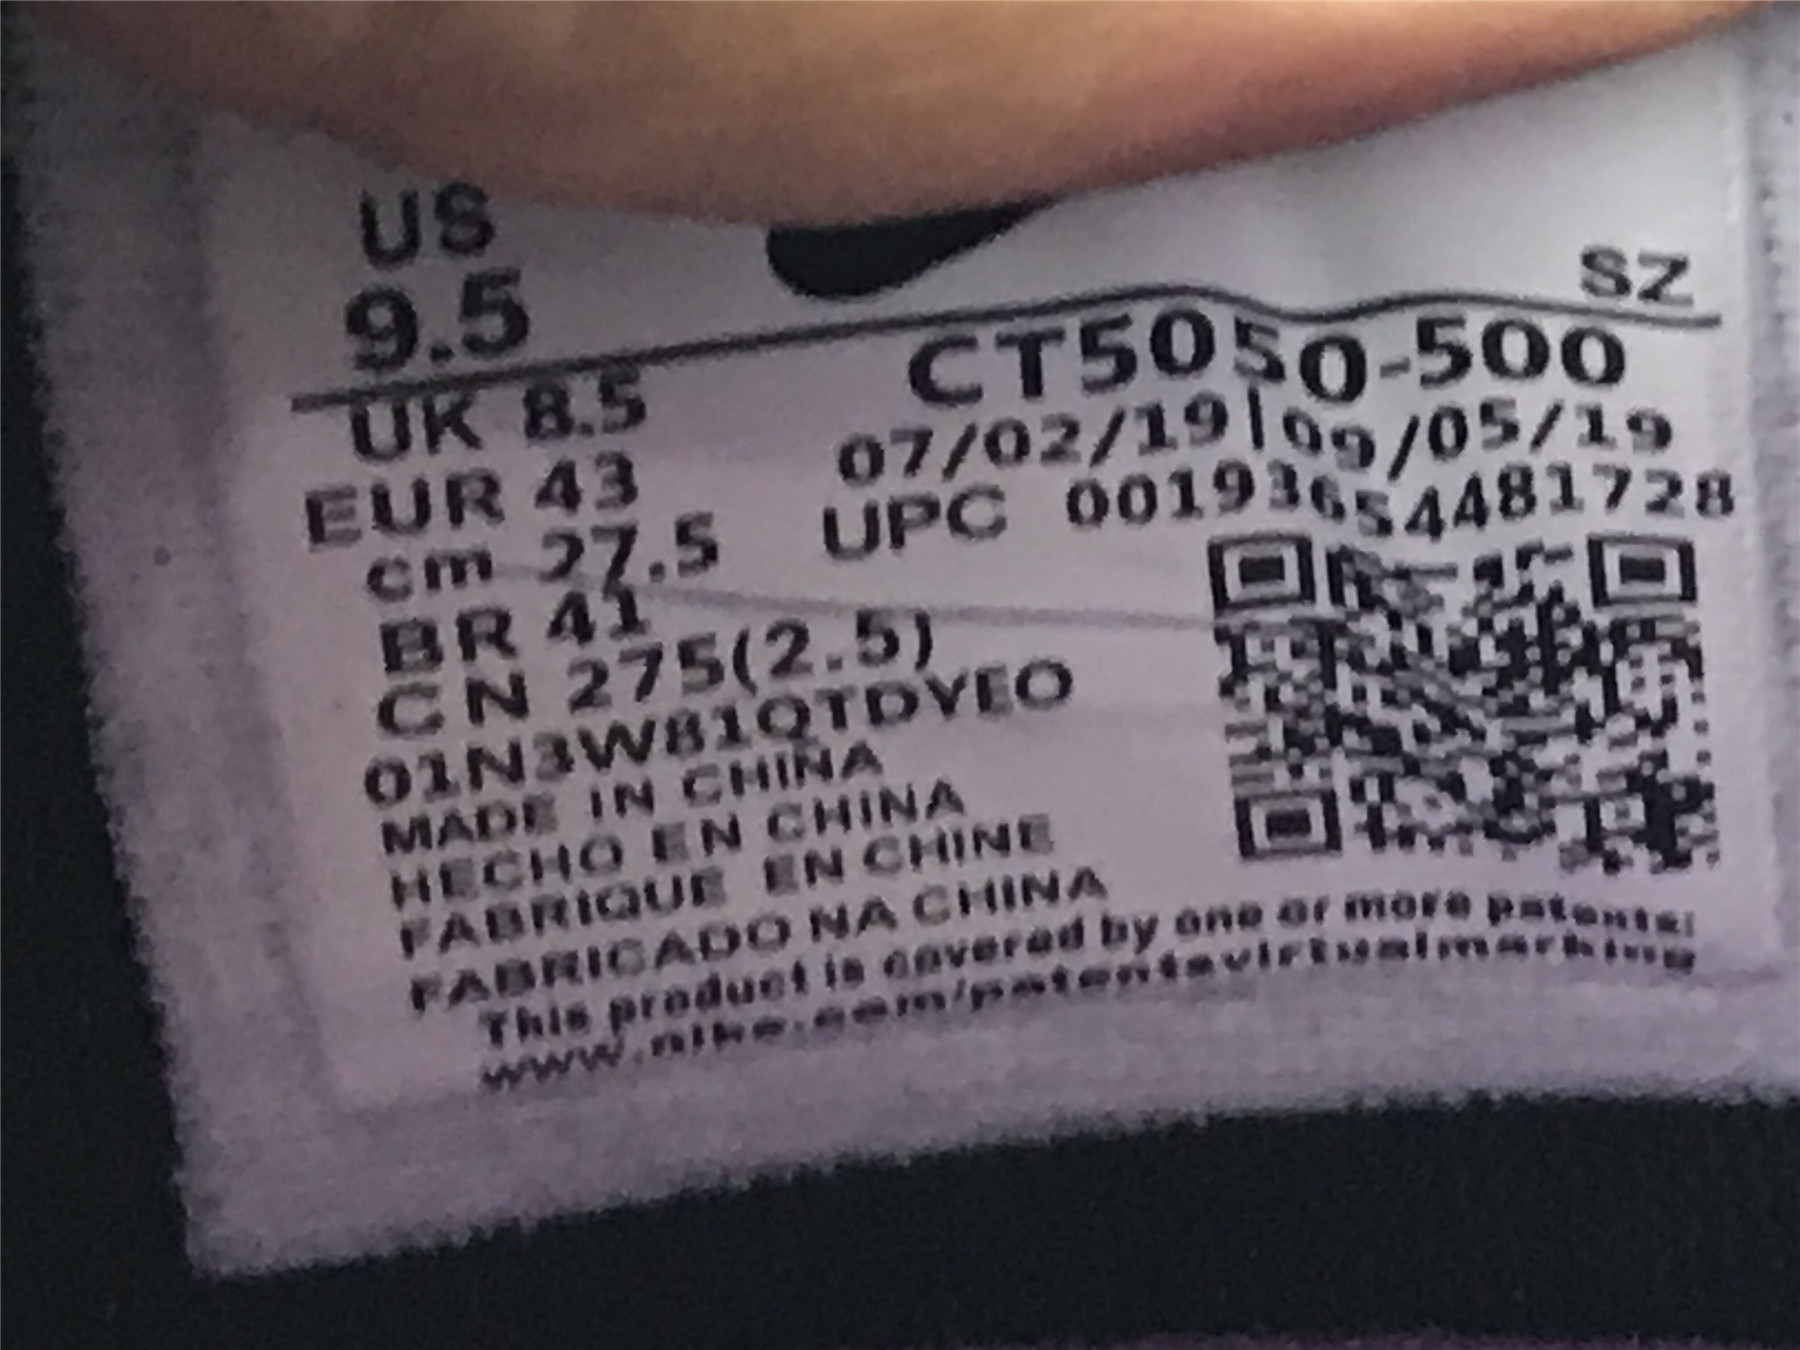 US
9.5
SZ
UK 8.5
EUR 43
cm 27.5
BR 41
CN 275(2.5)
CT5050-500
07/02/19|09/05/19
UPC 00193654481728
01N3W81QTDYEO
MADE IN CHINA
HECHO EN CHINA
FABRIQUE EN CHINE
FABRICADO NA CHINA
This product is covered by one or more patents:
www.nike.com/patentsvirtualmarking